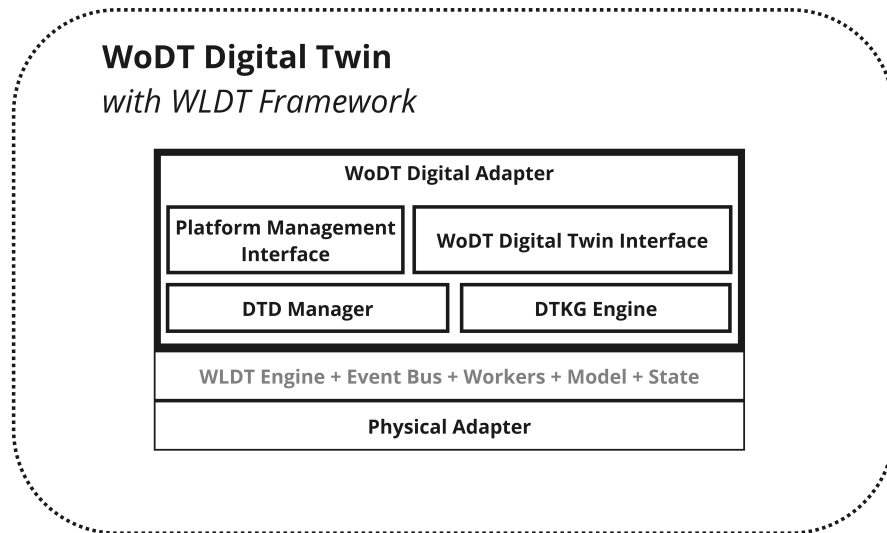 WoDT Digital Twin
with WLDT Framework
WoDT Digital Adapter
Platform Management
Interface
WoDT Digital Twin Interface
DTD Manager
DTKG Engine
WLDT Engine + Event Bus + Workers + Model + State
Physical Adapter